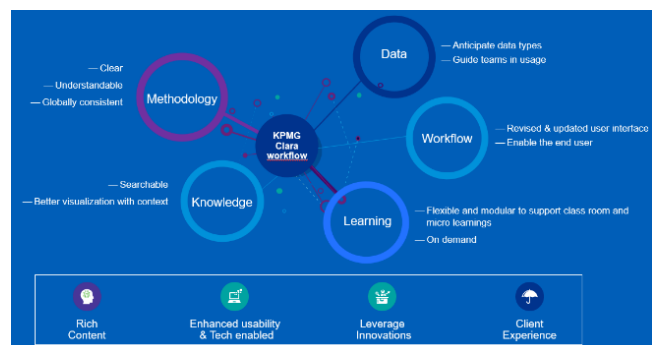 — Clear
— Understandable
— Globally consistent
Methodology
Data
— Anticipate data types
— Guide teams in usage
KPMG
Clara
workflow
Workflow
— Revised & updated user interface
— Enable the end user
— Searchable
— Better visualization with context
Knowledge
Learning
— Flexible and modular to support class room and
micro learnings
— On demand
Rich
Content
Enhanced usability
& Tech enabled
Leverage
Innovations
Client
Experience